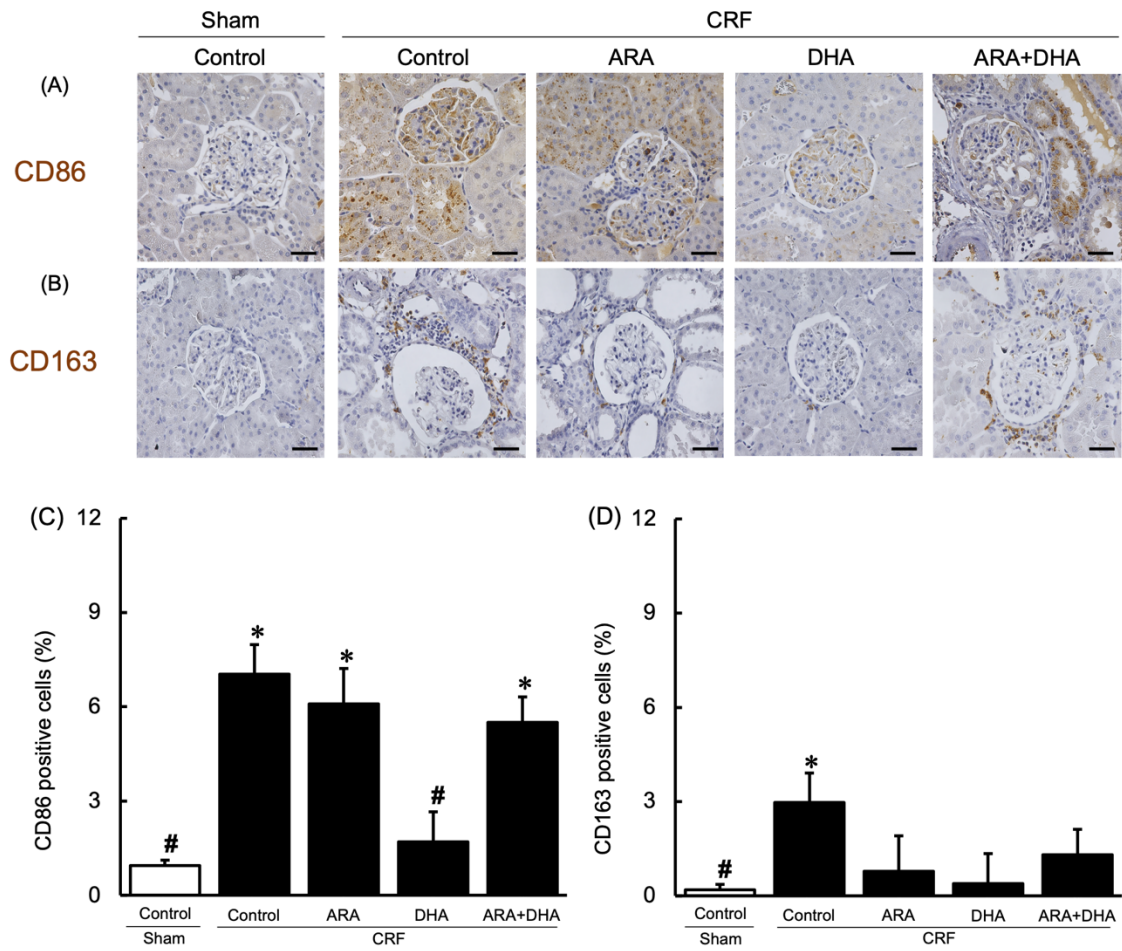 Sham CRF
Control Control ARA DHA ARA+DHA
(A)
CD86
(B)
CD163
(C)
CD86 positive cells (%)
12
9
6
3
0
#
*
*
#
*
Control Control ARA DHA ARA+DHA
Sham CRF
(D)
CD163 positive cells (%)
12
9
6
3
0
#
*
Control Control ARA DHA ARA+DHA
Sham CRF